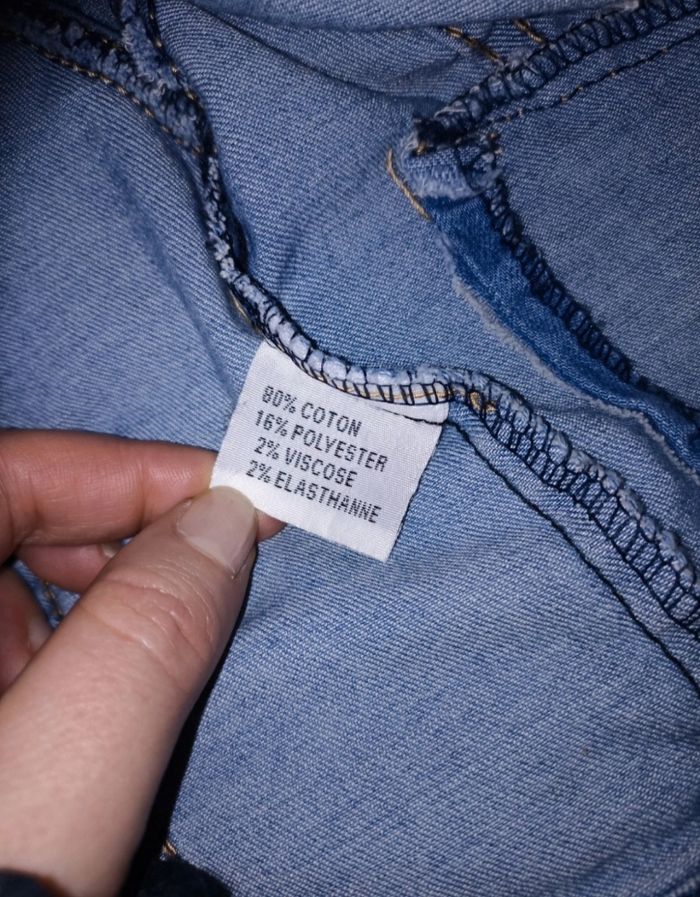 80% COTON
16% POLYESTER
2% VISCOSE
2% ELASTHANNE